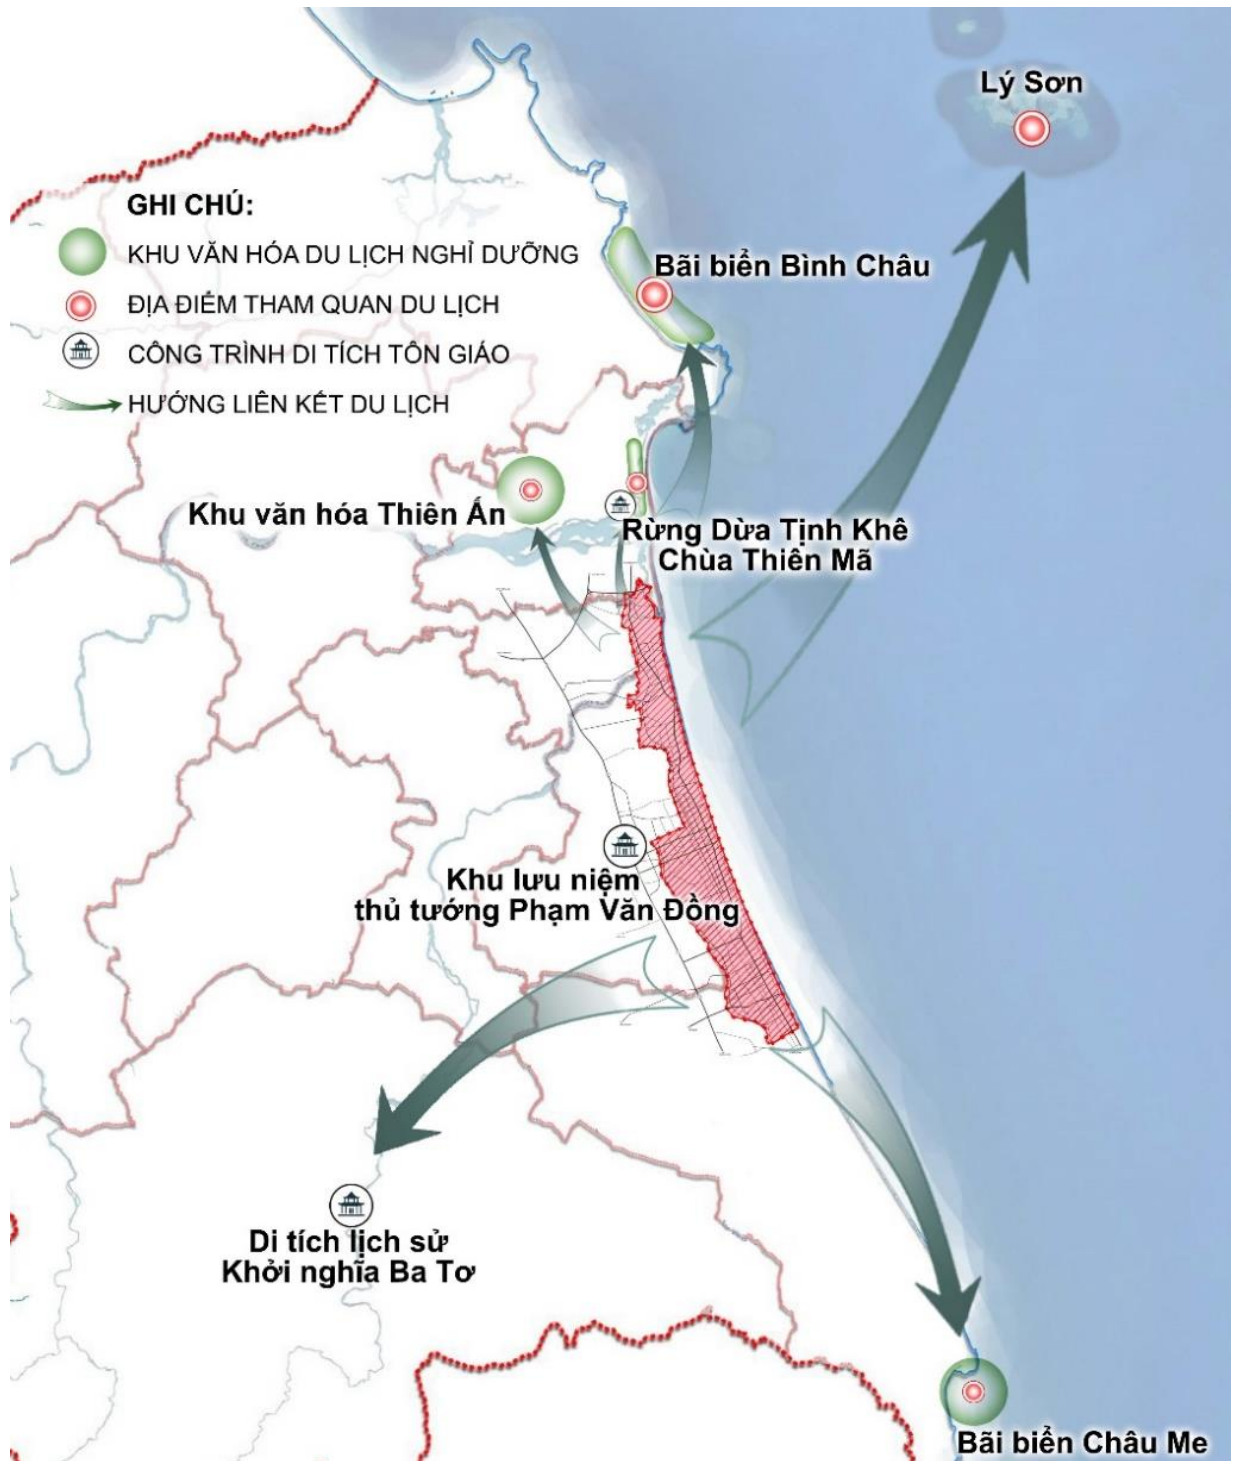 Lý Sơn
GHI CHÚ:
KHU VĂN HÓA DU LỊCH NGHỈ DƯỠNG
ĐỊA ĐIỂM THAM QUAN DU LỊCH
CÔNG TRÌNH DI TÍCH TÔN GIÁO
HƯỚNG LIÊN KẾT DU LỊCH
Bãi biển Bình Châu
Khu văn hóa Thiên Ấn
Rừng Dừa Tịnh Khê
Chùa Thiên Mã
Khu lưu niệm
thủ tướng Phạm Văn Đồng
Di tích lịch sử
Khởi nghĩa Ba Tơ
Bãi biển Châu Me